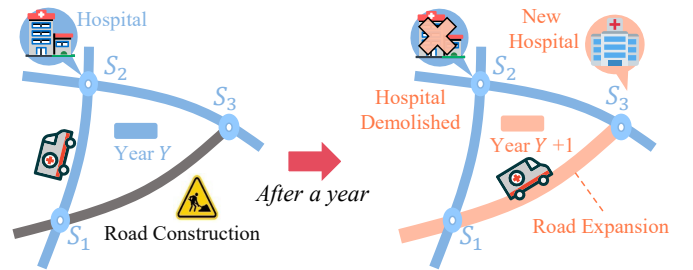 Hospital
S₂
S₃
Year Y
S₁
Road Construction
After a year
New
Hospital
S₂
S₃
Hospital
Demolished
Year Y +1
S₁
Road Expansion